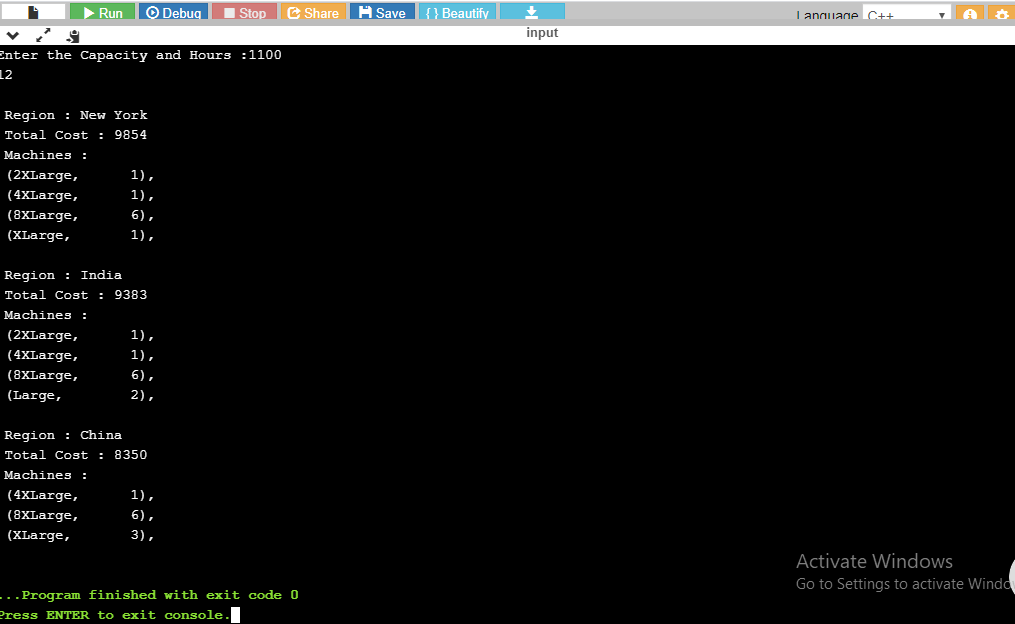 Run Debug Stop Share Save { } Beautify Language C++
input
Enter the Capacity and Hours :1100
12
Region : New York
Total Cost : 9854
Machines :
(2XLarge, 1),
(4XLarge, 1),
(8XLarge, 6),
(XLarge, 1),
Region : India
Total Cost : 9383
Machines :
(2XLarge, 1),
(4XLarge, 1),
(8XLarge, 6),
(Large, 2),
Region : China
Total Cost : 8350
Machines :
(4XLarge, 1),
(8XLarge, 6),
(XLarge, 3),
Activate Windows
Go to Settings to activate Windo
...Program finished with exit code 0
Press ENTER to exit console.